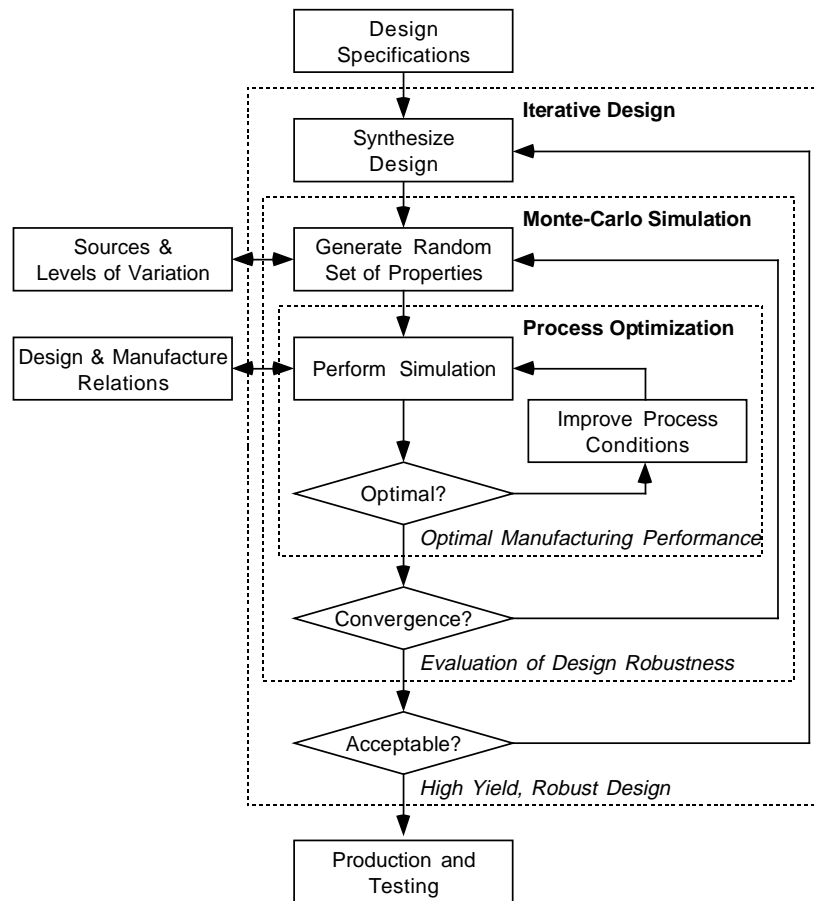 Design
Specifications
Iterative Design
Synthesize
Design
Monte-Carlo Simulation
Sources &
Levels of Variation
Generate Random
Set of Properties
Process Optimization
Design & Manufacture
Relations
Perform Simulation
Improve Process
Conditions
Optimal?
Optimal Manufacturing Performance
Convergence?
Evaluation of Design Robustness
Acceptable?
High Yield, Robust Design
Production and
Testing